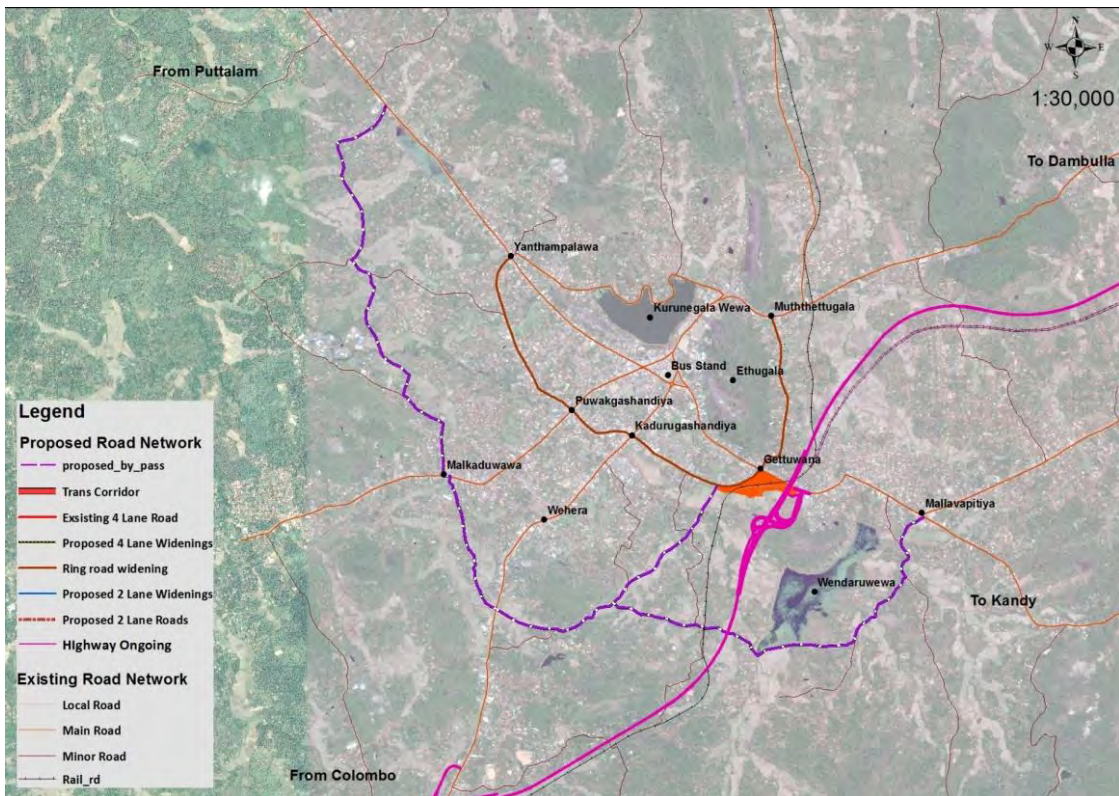 N
W E
S
1:30,000
From Puttalam
To Dambulla
Yanthampalawa
Kurunegala Wewa
Muththettugala
Bus Stand
Ethugala
Puwakgashandiya
Kadurugashandiya
Malkaduwawa
Gettuwana
Wehera
Mallavapitiya
Wendaruwewa
To Kandy
From Colombo
Legend
Proposed Road Network
proposed_by_pass
Trans Corridor
Exsisting 4 Lane Road
Proposed 4 Lane Widenings
Ring road widening
Proposed 2 Lane Widenings
Proposed 2 Lane Roads
Highway Ongoing
Existing Road Network
Local Road
Main Road
Minor Road
Rail_rd